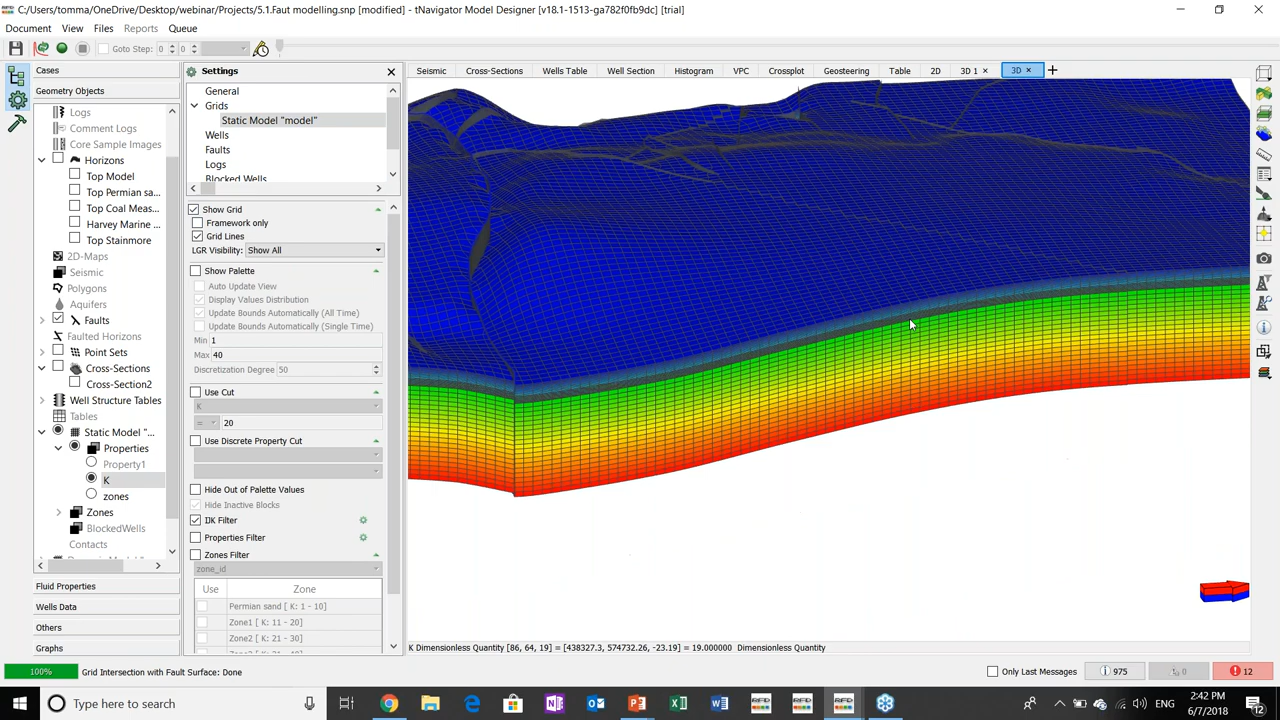 C:/Users/tomma/OneDrive/Desktop/webinar/Projects/5.1.Faut modelling.snp [modified] - tNavigator Model Designer [v18.1-1513-ga782f0fb9dc] [trial]
Document View Files Reports Queue
Goto Step: 0 0
Cases
Geometry Objects
Logs
Comment Logs
Core Sample Images
Horizons
Top Model
Top Permian sa...
Top Coal Meas...
Harvey Marine ...
Top Stainmore
2D-Maps
Seismic
Polygons
Aquifers
Faults
Faulted Horizons
Point Sets
Cross-Sections
Cross-Section2
Well Structure Tables
Tables
Static Model "...
Properties
Property1
K
zones
Zones
BlockedWells
Contacts
Fluid Properties
Wells Data
Others
Graphs
Settings
General
Grids
Static Model "model"
Wells
Faults
Logs
Blocked Wells
Show Grid
Framework only
Grid Lines
LGR Visibility: Show All
Show Palette
Auto Update View
Display Values Distribution
Update Bounds Automatically (All Time)
Update Bounds Automatically (Single Time)
Min 1
Max 40
Discretization Degree 50
Use Cut
K
= 20
Use Discrete Property Cut
Hide Out of Palette Values
Hide Inactive Blocks
IJK Filter
Properties Filter
Zones Filter
zone_id
Use Zone
Permian sand [ K: 1 - 10]
Zone1 [ K: 11 - 20]
Zone2 [ K: 21 - 30]
Seismic Cross-Sections Wells Table Well Section Histogram VPC Crossplot Geosteering Table 2D 3D 1 3D
K Dimensionless Quantity [86, 64, 19] = [438327.3, 574732.26, -23.19] = 19.000000 Dimensionless Quantity
100% Grid Intersection with Fault Surface: Done
Only Last Messages 975 0 12
Type here to search
ENG
2:42 PM
6/7/2018